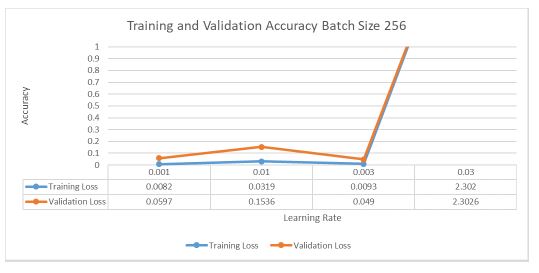 Training and Validation Accuracy Batch Size 256
Accuracy
1
0.9
0.8
0.7
0.6
0.5
0.4
0.3
0.2
0.1
0
0.001 0.01 0.003 0.03
Training Loss 0.0082 0.0319 0.0093 2.302
Validation Loss 0.0597 0.1536 0.049 2.3026
Learning Rate
Training Loss Validation Loss